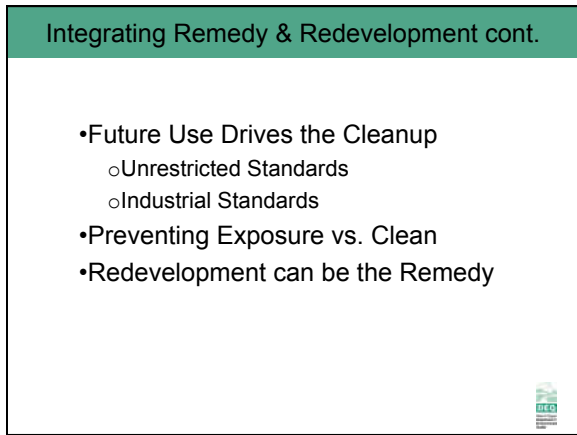 Integrating Remedy & Redevelopment cont.
•Future Use Drives the Cleanup
oUnrestricted Standards
oIndustrial Standards
•Preventing Exposure vs. Clean
•Redevelopment can be the Remedy
DEQ